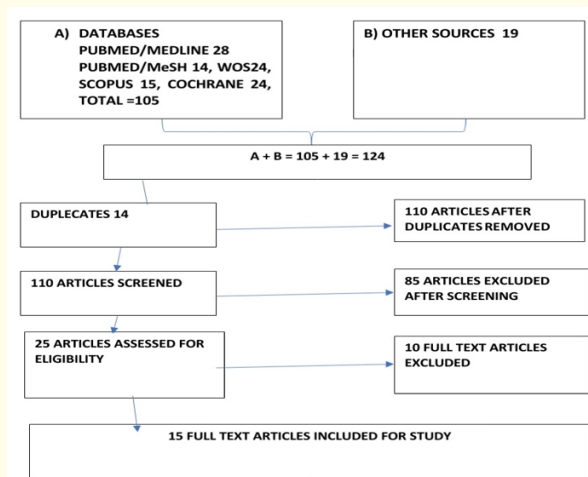 A) DATABASES
PUBMED/MEDLINE 28
PUBMED/MeSH 14, WOS24,
SCOPUS 15, COCHRANE 24,
TOTAL =105
B) OTHER SOURCES 19
A + B = 105 + 19 = 124
DUPLECATES 14
110 ARTICLES AFTER
DUPLICATES REMOVED
110 ARTICLES SCREENED
85 ARTICLES EXCLUDED
AFTER SCREENING
25 ARTICLES ASSESSED FOR
ELIGIBILITY
10 FULL TEXT ARTICLES
EXCLUDED
15 FULL TEXT ARTICLES INCLUDED FOR STUDY